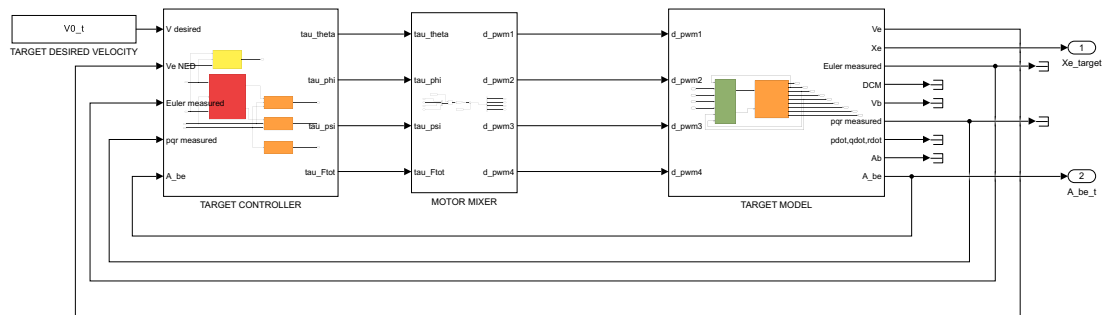 V0_t
TARGET DESIRED VELOCITY
V desired
Ve NED
Euler measured
pqr measured
A_be
tau_theta
tau_phi
tau_psi
tau_Ftot
TARGET CONTROLLER
tau_theta
tau_phi
tau_psi
tau_Ftot
d_pwm1
d_pwm2
d_pwm3
d_pwm4
MOTOR MIXER
d_pwm1
d_pwm2
d_pwm3
d_pwm4
Ve
Xe
Euler measured
DCM
Vb
pqr measured
pdot,qdot,rdot
Ab
A_be
TARGET MODEL
1
Xe_target
2
A_be_t